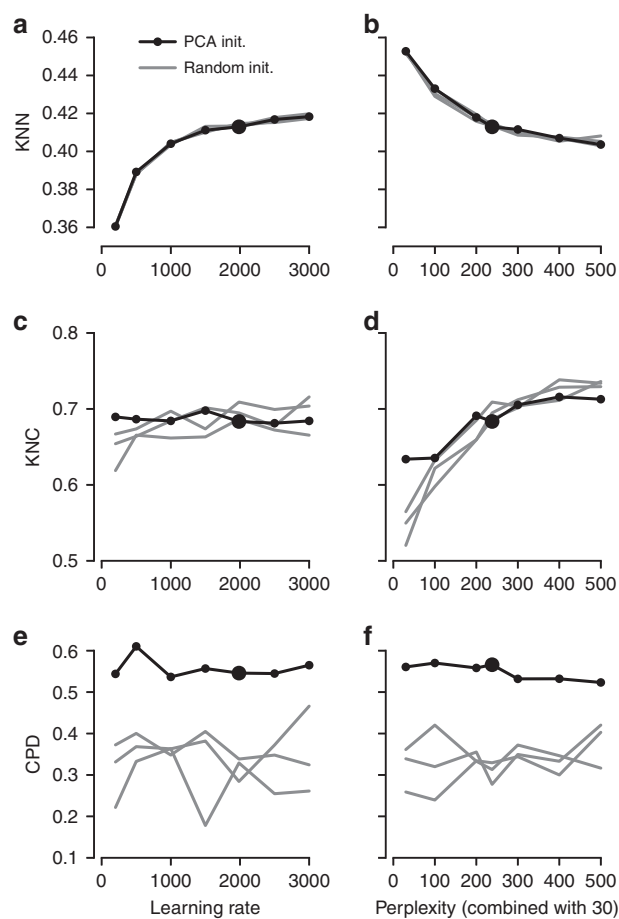 a
b
PCA init.
Random init.
KNN
0.46
0.44
0.42
0.40
0.38
0.36
0 1000 2000 3000
0 100 200 300 400 500
c
d
KNC
0.8
0.7
0.6
0.5
0 1000 2000 3000
0 100 200 300 400 500
e
f
CPD
0.6
0.5
0.4
0.3
0.2
0.1
0 1000 2000 3000
0 100 200 300 400 500
Learning rate
Perplexity (combined with 30)